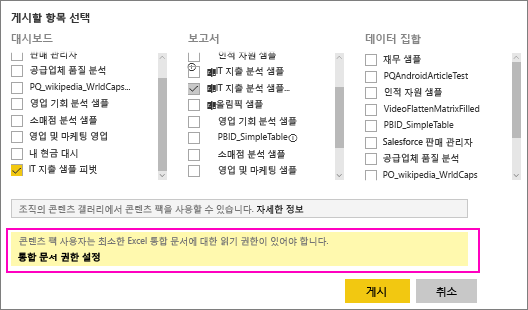 게시할 항목 선택
대시보드
판매 관리자
공급업체 품질 분석
PQ_wikipedia_WrldCaps...
영업 기회 분석 샘플
소매점 분석 샘플
영업 및 마케팅 영업
내 현금 대시
IT 지출 샘플 피벗
보고서
인적 자원 샘플
IT 지출 분석 샘플
IT 지출 분석 샘플...
올림픽 샘플
영업 기회 분석 샘플
PBID_SimpleTable
소매점 분석 샘플
영업 및 마케팅 샘플
데이터 집합
재무 샘플
PQAndroidArticleTest
인적 자원 샘플
VideoFlattenMatrixFilled
PBID_SimpleTable
Salesforce 판매 관리자
공급업체 품질 분석
PO_wikipedia_WrldCaps
조직의 콘텐츠 갤러리에서 콘텐츠 팩을 사용할 수 있습니다. 자세한 정보
콘텐츠 팩 사용자는 최소한 Excel 통합 문서에 대한 읽기 권한이 있어야 합니다.
통합 문서 권한 설정
게시
취소